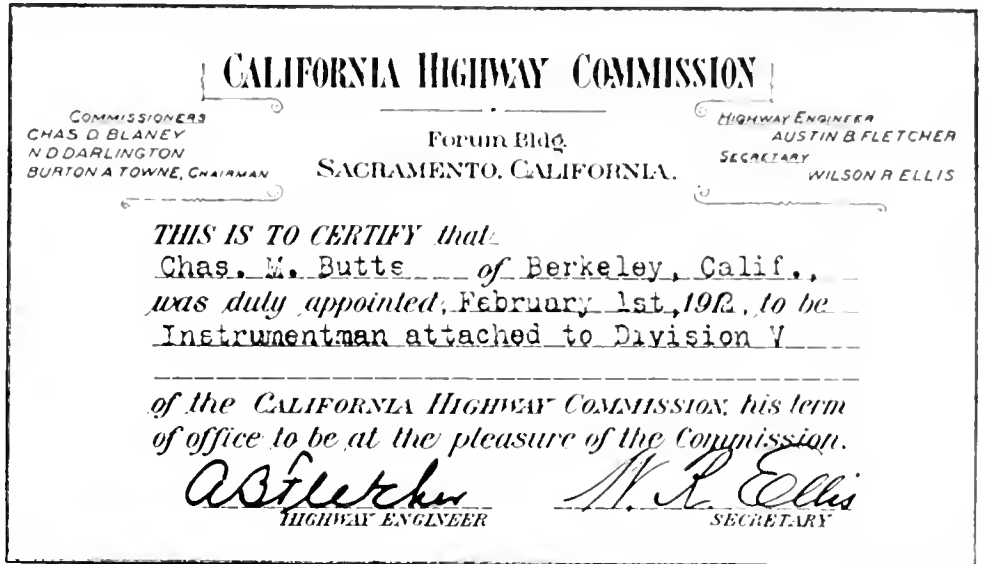 CALIFORNIA HIGHWAY COMMISSION
COMMISSIONERS
CHAS D BLANEY
N D DARLINGTON
BURTON A TOWNE, CHAIRMAN
Forum Bldg.
SACRAMENTO, CALIFORNIA.
HIGHWAY ENGINEER
AUSTIN B FLETCHER
SECRETARY
WILSON R ELLIS
THIS IS TO CERTIFY that
Chas. M. Butts of Berkeley, Calif.,
was duly appointed, February 1st, 1912, to be
Instrumentman attached to Division V
of the CALIFORNIA HIGHWAY COMMISSION, his term
of office to be at the pleasure of the Commission.
A B Fletcher W. R. Ellis
HIGHWAY ENGINEER SECRETARY